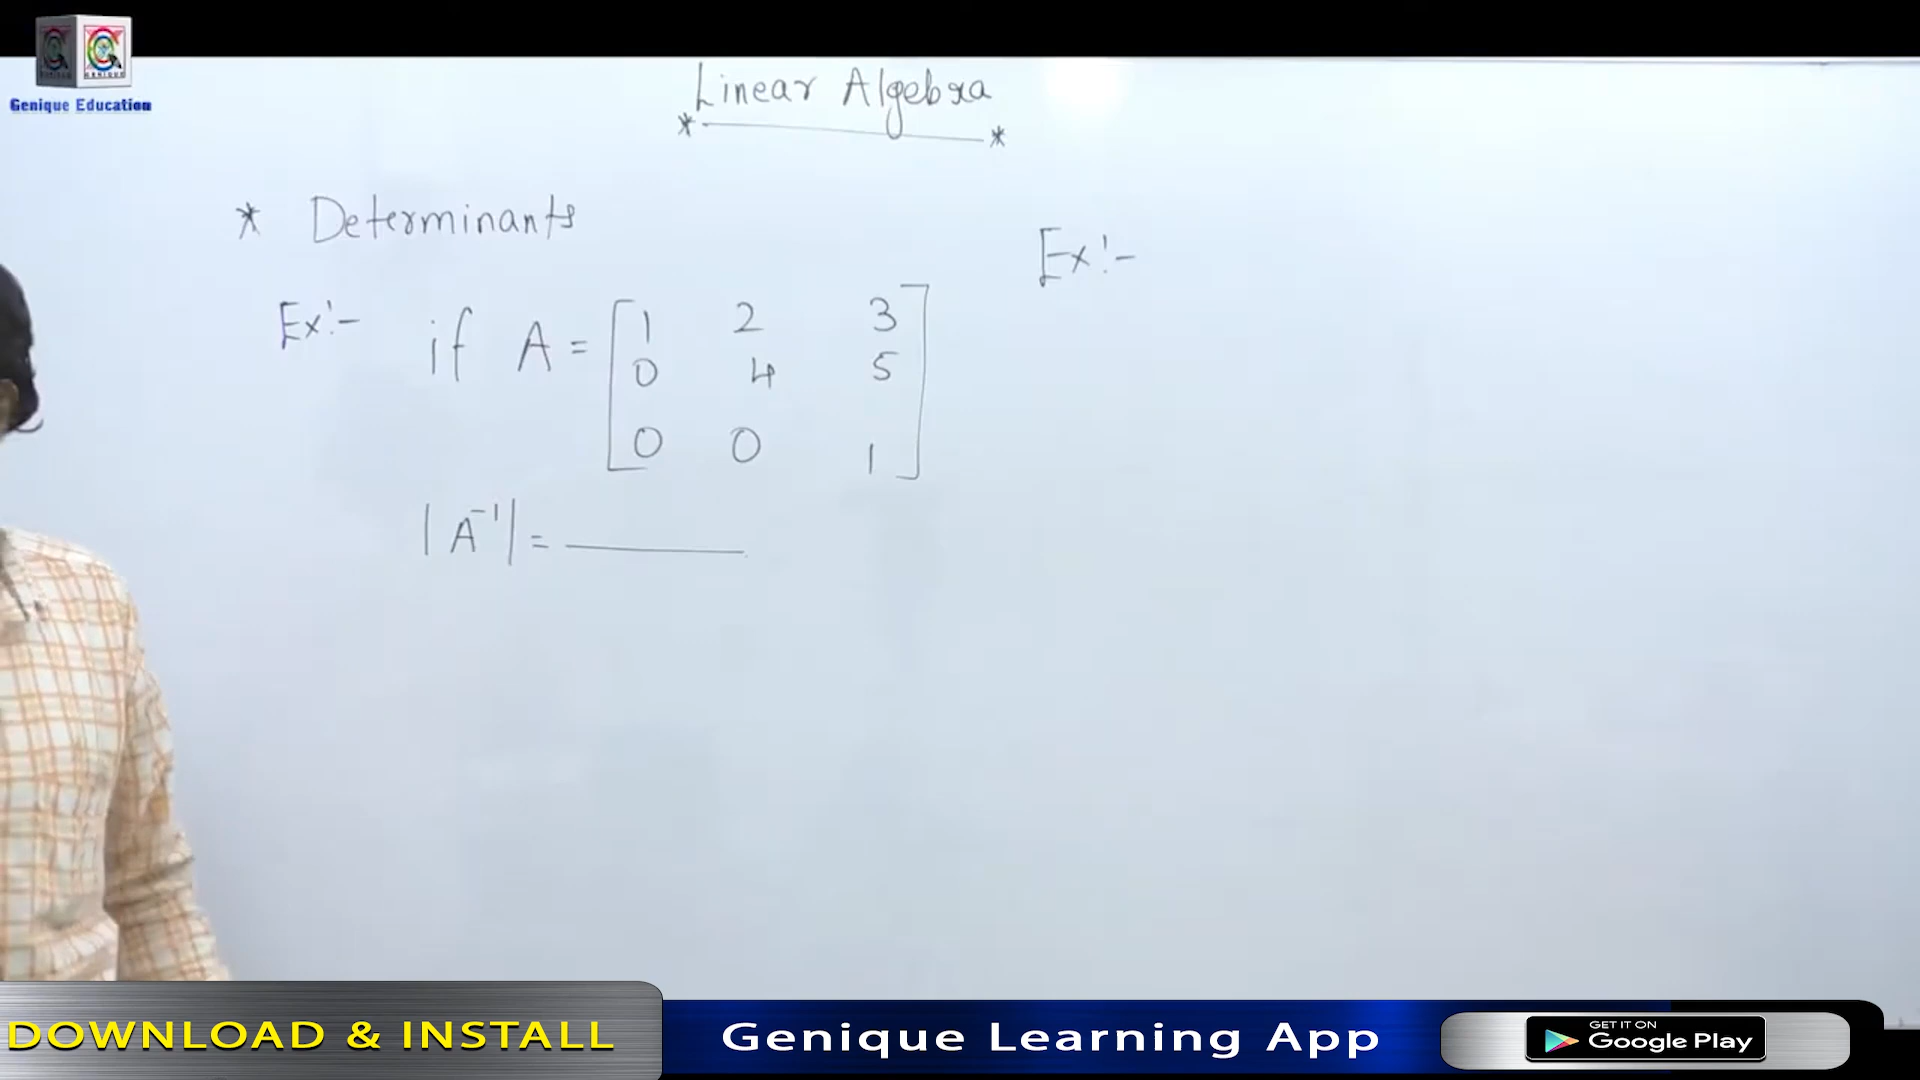 GENIQUE
Genique Education
Linear Algebra
* *
* Determinants
Ex:-
if A = [1 2 3
0 4 5
0 0 1]
|A⁻¹| = ______
Ex:-
DOWNLOAD & INSTALL
Genique Learning App
GET IT ON
Google Play